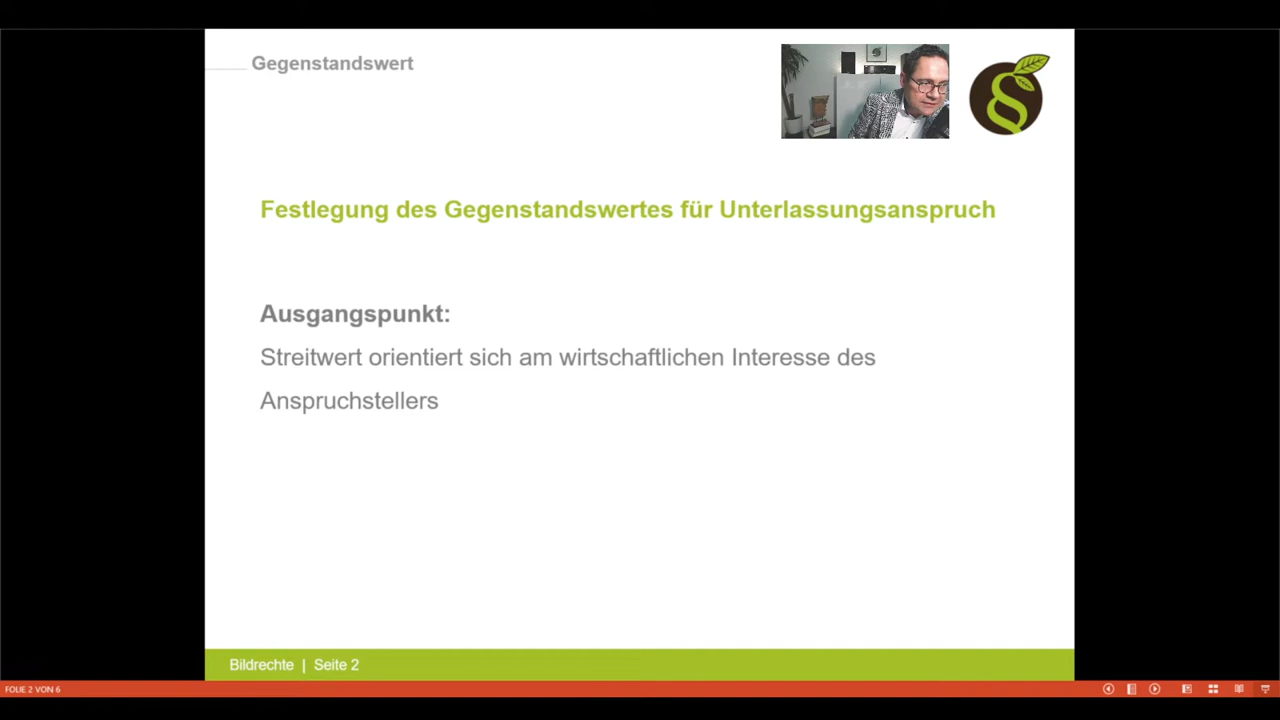 Gegenstandswert
Festlegung des Gegenstandswertes für Unterlassungsanspruch
Ausgangspunkt:
Streitwert orientiert sich am wirtschaftlichen Interesse des
Anspruchstellers
Bildrechte | Seite 2
FOLIE 2 VON 6